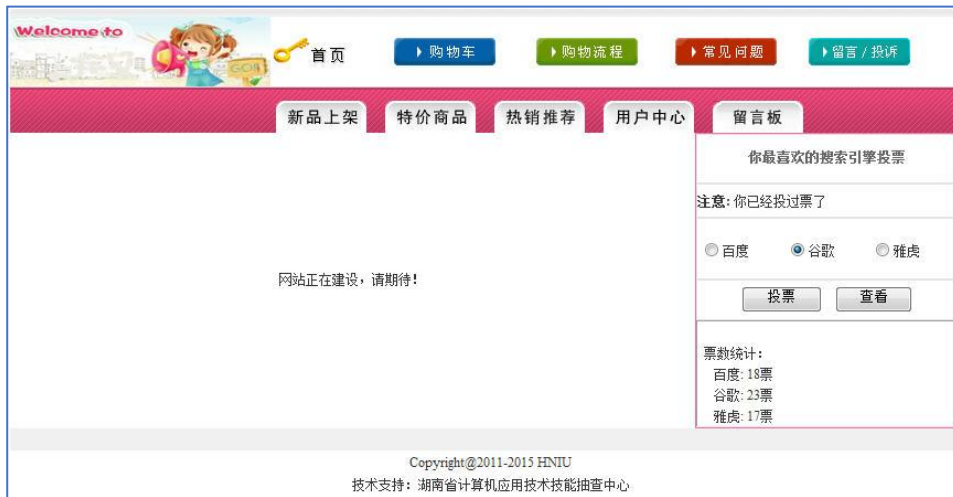 Welcome to
GO!!
首页
购物车
购物流程
常见问题
留言/投诉
新品上架
特价商品
热销推荐
用户中心
留言板
你最喜欢的搜索引擎投票
注意:你已经投过票了
百度 谷歌 雅虎
投票 查看
网站正在建设，请期待！
票数统计：
百度: 18票
谷歌: 23票
雅虎: 17票
Copyright@2011-2015 HNIU
技术支持：湖南省计算机应用技术技能抽查中心